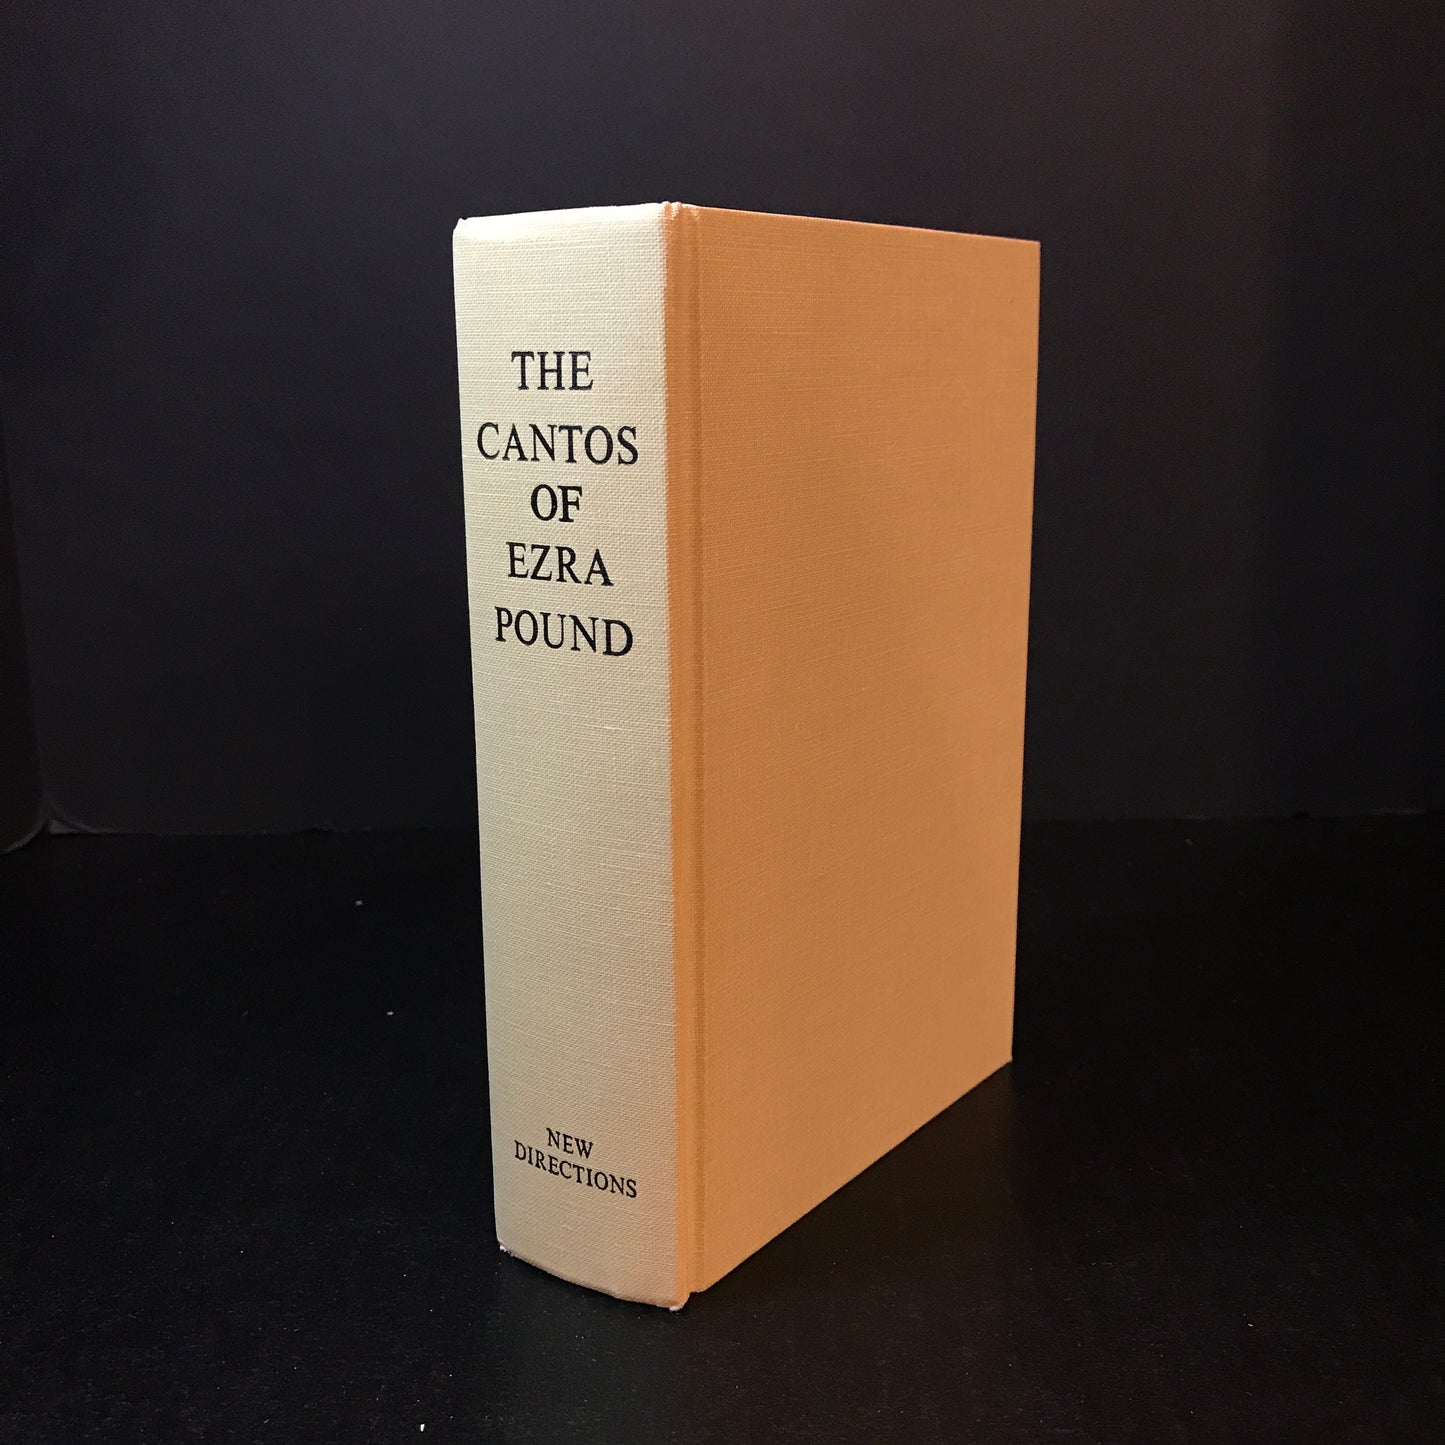 THE
CANTOS
OF
EZRA
POUND
NEW
DIRECTIONS